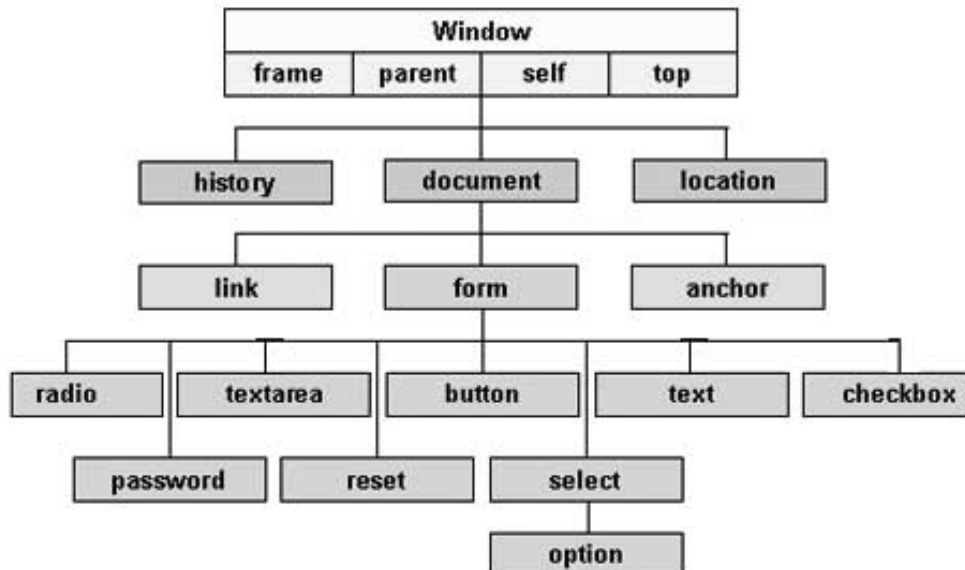 Window
frame parent self top
history document location
link form anchor
radio textarea button text checkbox
password reset select
option